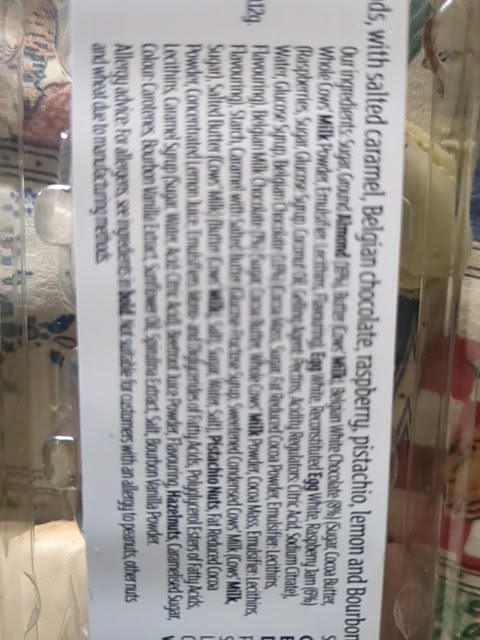 ds, with salted caramel, Belgian chocolate, raspberry, pistachio, lemon and Bourbon
Our ingredients: Sugar, Ground Almond (19%), Butter (Cows' Milk), Belgian White Chocolate (9%) (Sugar, Cocoa Butter,
Whole Cows' Milk Powder, Emulsifier: Lecithins, Flavouring), Egg White, Reconstituted Egg White, Raspberry Jam (6%)
(Raspberries, Sugar, Glucose Syrup, Coconut Oil, Gelling Agent: Pectins, Acidity Regulators: Citric Acid, Sodium Citrate),
Water, Glucose Syrup, Belgian Chocolate Cocoa Mass, Sugar, Fat Reduced Cocoa Powder, Emulsifier: Lecithins,
Flavouring), Belgian Milk Chocolate 2% (Sugar, Cocoa Butter, Whole Cows' Milk Powder, Cocoa Mass, Emulsifier: Lecithins,
Flavouring), Starch, Caramel with Salted Butter (Glucose Fructose Syrup, Sweetened Condensed Cows' Milk (Cows' Milk,
Sugar), Salted Butter (Cows' Milk) (Butter (Cows' Milk), Salt), Sugar, Water, Salt), Pistachio Nuts, Fat Reduced Cocoa
Powder, Concentrated Lemon Juice, Emulsifiers: Mono- and Diglycerides of Fatty Acids, Polyglycerol Esters of Fatty Acids,
Lecithins, Caramel Syrup (Sugar, Water, Acid: Citric Acid), Beetroot Juice Powder, Flavouring, Hazelnuts, Caramelised Sugar,
Colour: Carotenes, Bourbon Vanilla Extract, Sunflower Oil, Spirulina Extract, Salt, Bourbon Vanilla Powder.
Allergy advice: For allergens, see ingredients in bold. Not suitable for customers with an allergy to peanuts, other nuts
and wheat due to manufacturing methods
12g.